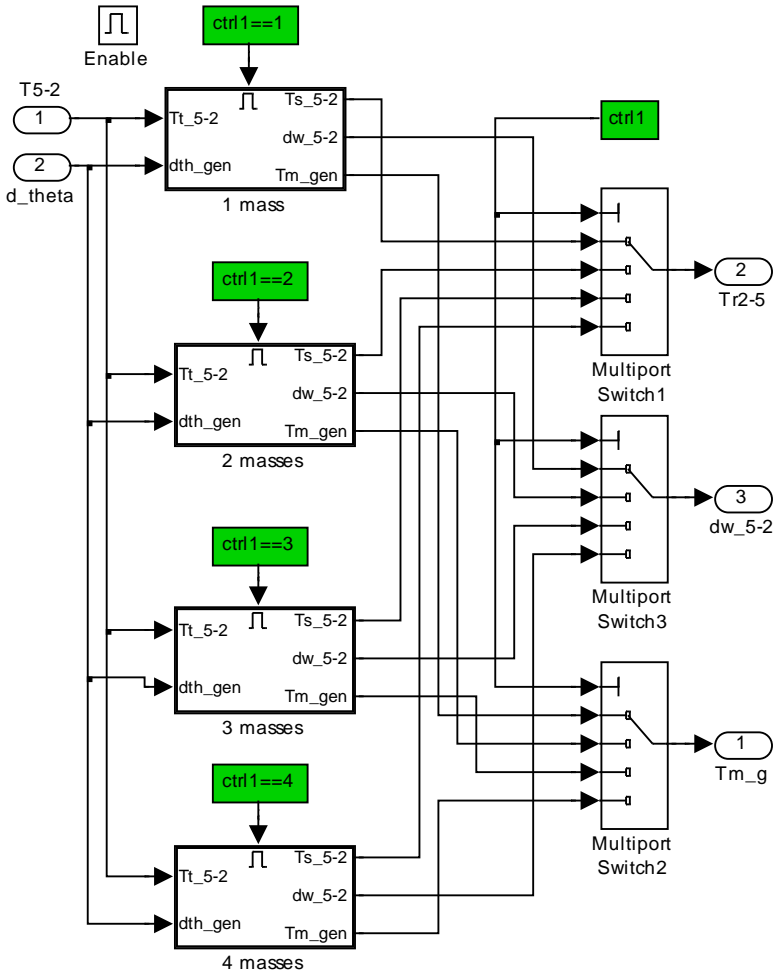 Enable
ctrl1==1
T5-2
1
2
d_theta
Tt_5-2
dth_gen
Ts_5-2
dw_5-2
Tm_gen
1 mass
ctrl1
ctrl1==2
Tt_5-2
dth_gen
Ts_5-2
dw_5-2
Tm_gen
2 masses
2
Tr2-5
Multiport
Switch1
ctrl1==3
Tt_5-2
dth_gen
Ts_5-2
dw_5-2
Tm_gen
3 masses
3
dw_5-2
Multiport
Switch3
ctrl1==4
Tt_5-2
dth_gen
Ts_5-2
dw_5-2
Tm_gen
4 masses
1
Tm_g
Multiport
Switch2